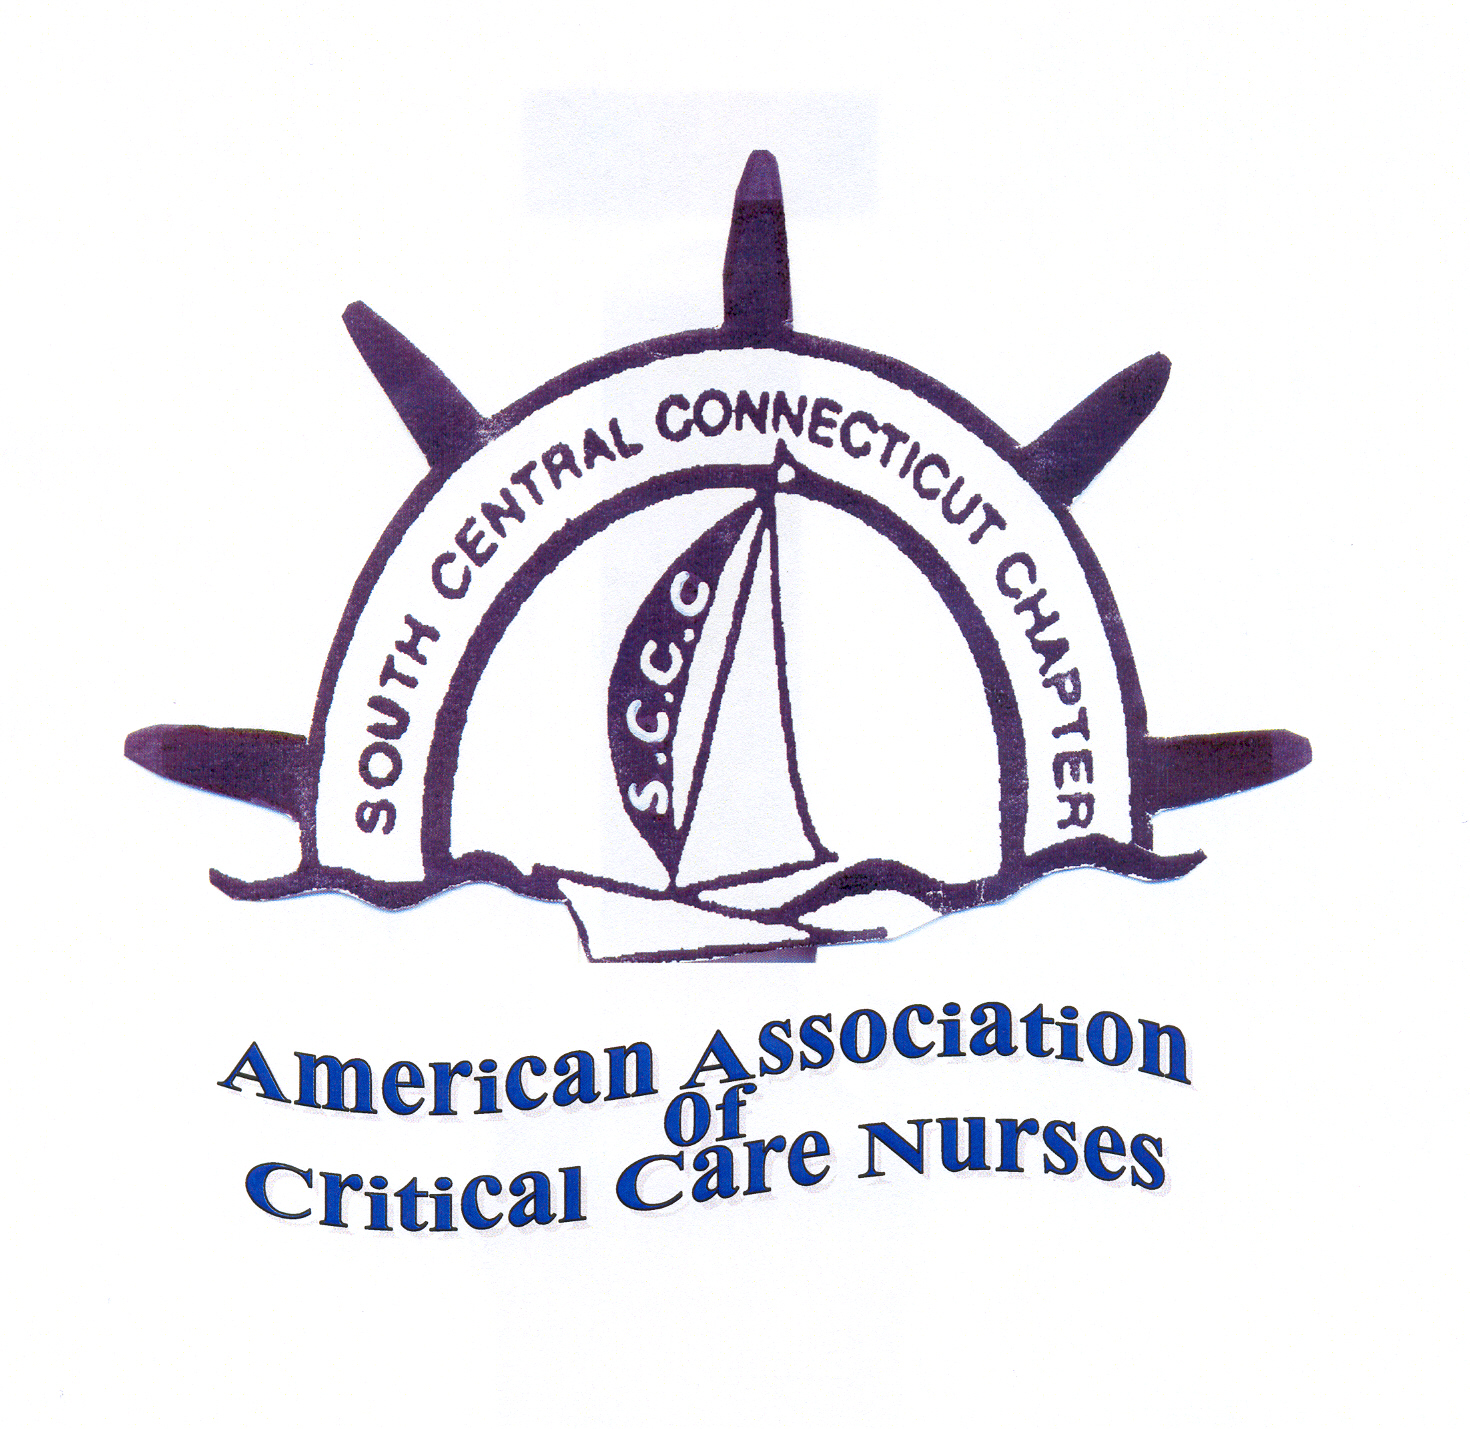 SOUTH CENTRAL CONNECTICUT CHAPTER
S.C.C.C
American Association
of
Critical Care Nurses